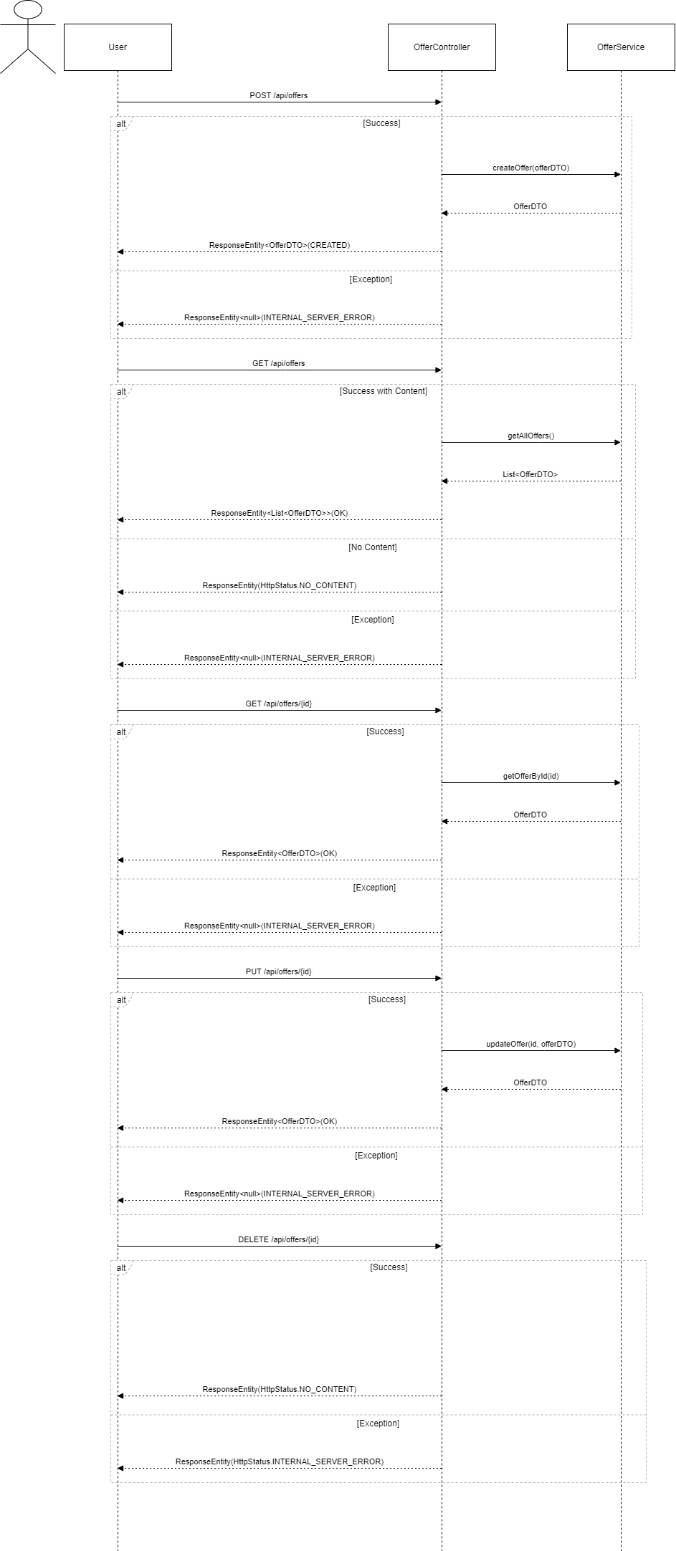 User
OfferController
OfferService
POST /api/offers
alt
[Success]
createOffer(offerDTO)
OfferDTO
ResponseEntity<OfferDTO>(CREATED)
[Exception]
ResponseEntity<null>(INTERNAL_SERVER_ERROR)
GET /api/offers
alt
[Success with Content]
getAllOffers()
List<OfferDTO>
ResponseEntity<List<OfferDTO>>(OK)
[No Content]
ResponseEntity(HttpStatus.NO_CONTENT)
[Exception]
ResponseEntity<null>(INTERNAL_SERVER_ERROR)
GET /api/offers/{id}
alt
[Success]
getOfferById(id)
OfferDTO
ResponseEntity<OfferDTO>(OK)
[Exception]
ResponseEntity<null>(INTERNAL_SERVER_ERROR)
PUT /api/offers/{id}
alt
[Success]
updateOffer(id, offerDTO)
OfferDTO
ResponseEntity<OfferDTO>(OK)
[Exception]
ResponseEntity<null>(INTERNAL_SERVER_ERROR)
DELETE /api/offers/{id}
alt
[Success]
ResponseEntity(HttpStatus.NO_CONTENT)
[Exception]
ResponseEntity(HttpStatus.INTERNAL_SERVER_ERROR)